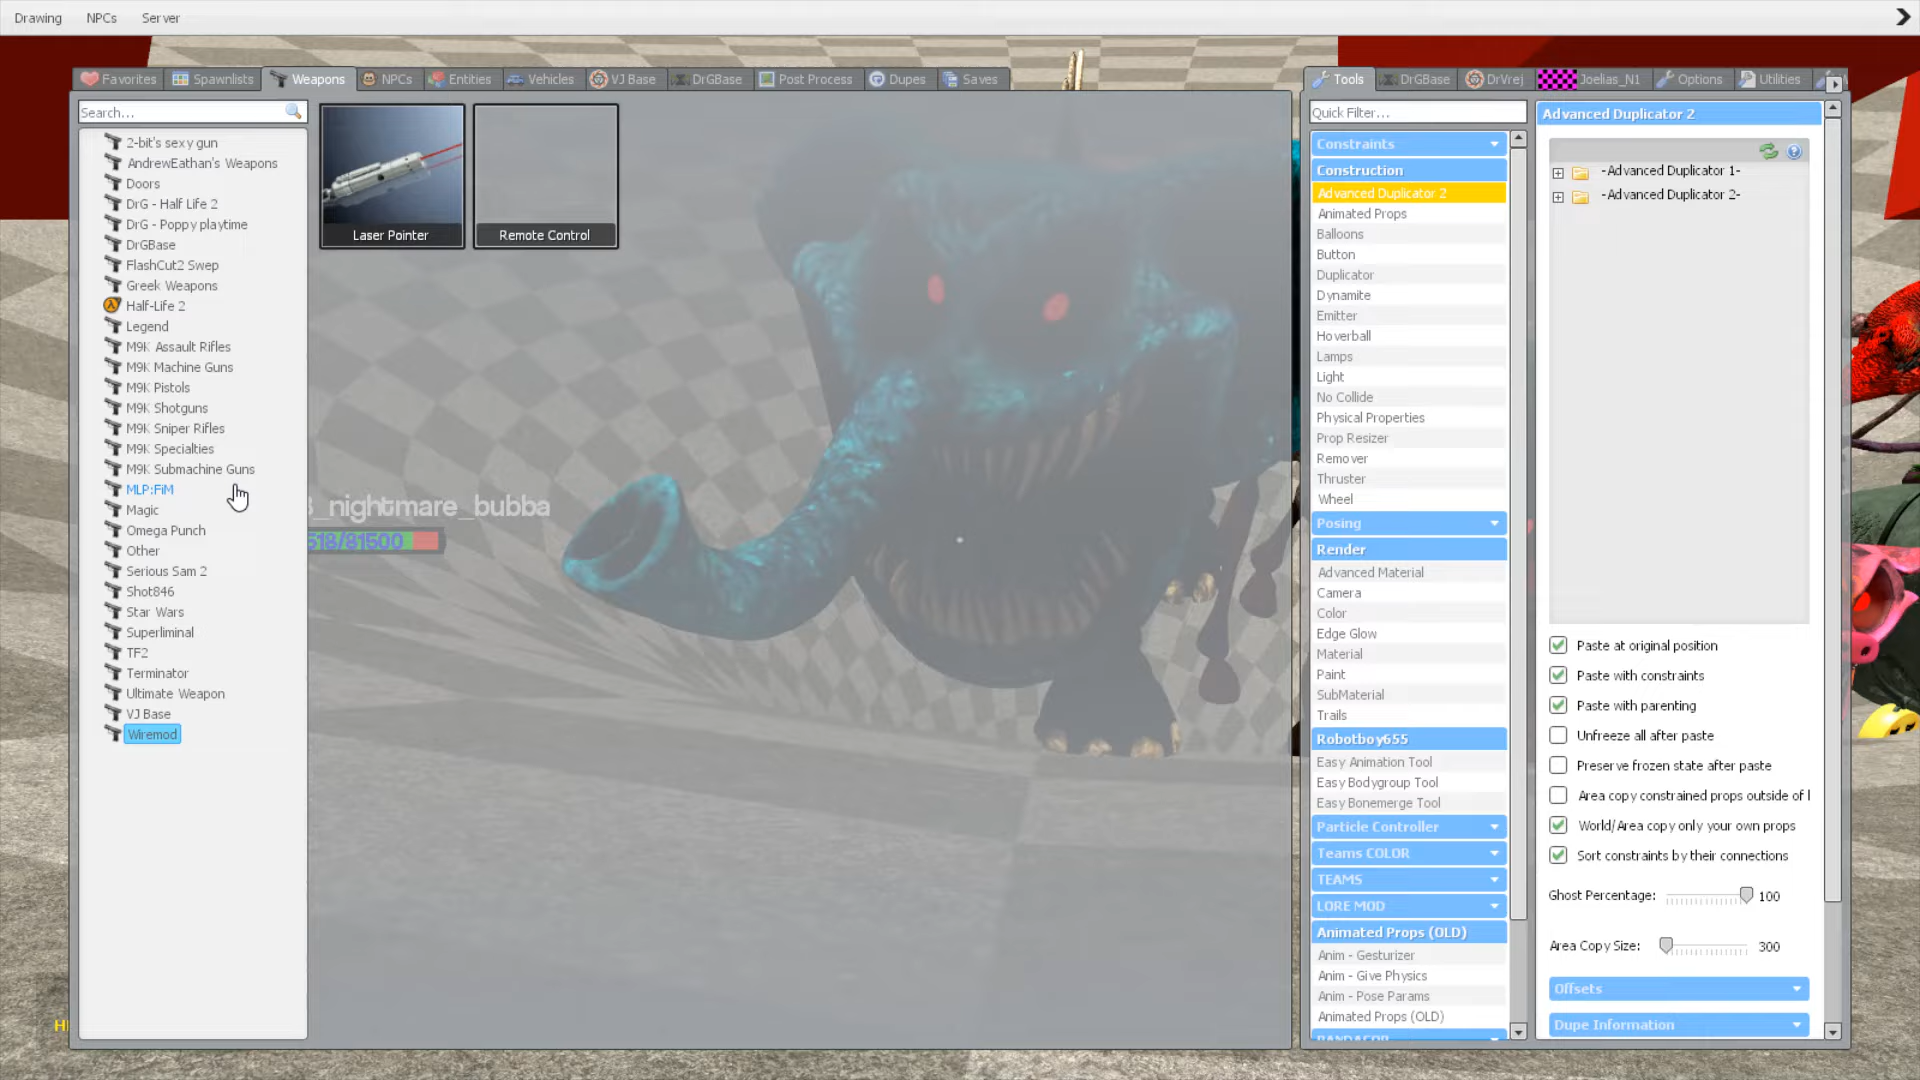 Drawing NPCs Server
Favorites Spawnlists Weapons NPCs Entities Vehicles VJ Base DrGBase Post Process Dupes Saves
Tools DrGBase DrVrej Joelias_N1 Options Utilities
Search...
2-bit's sexy gun
AndrewEathan's Weapons
Doors
DrG - Half Life 2
DrG - Poppy playtime
DrGBase
FlashCut2 Swep
Greek Weapons
Half-Life 2
Legend
M9K Assault Rifles
M9K Machine Guns
M9K Pistols
M9K Shotguns
M9K Sniper Rifles
M9K Specialties
M9K Submachine Guns
MLP:FiM
Magic
Omega Punch
Other
Serious Sam 2
Shot846
Star Wars
Superliminal
TF2
Terminator
Ultimate Weapon
VJ Base
Wiremod
Laser Pointer
Remote Control
_nightmare_bubba
518/81500
Quick Filter...
Constraints
Construction
Advanced Duplicator 2
Animated Props
Balloons
Button
Duplicator
Dynamite
Emitter
Hoverball
Lamps
Light
No Collide
Physical Properties
Prop Resizer
Remover
Thruster
Wheel
Posing
Render
Advanced Material
Camera
Color
Edge Glow
Material
Paint
SubMaterial
Trails
Robotboy655
Easy Animation Tool
Easy Bodygroup Tool
Easy Bonemerge Tool
Particle Controller
Teams COLOR
TEAMS
LORE MOD
Animated Props (OLD)
Anim - Gesturizer
Anim - Give Physics
Anim - Pose Params
Animated Props (OLD)
Advanced Duplicator 2
-Advanced Duplicator 1-
-Advanced Duplicator 2-
Paste at original position
Paste with constraints
Paste with parenting
Unfreeze all after paste
Preserve frozen state after paste
Area copy constrained props outside of
World/Area copy only your own props
Sort constraints by their connections
Ghost Percentage: 100
Area Copy Size: 300
Offsets
Dupe Information